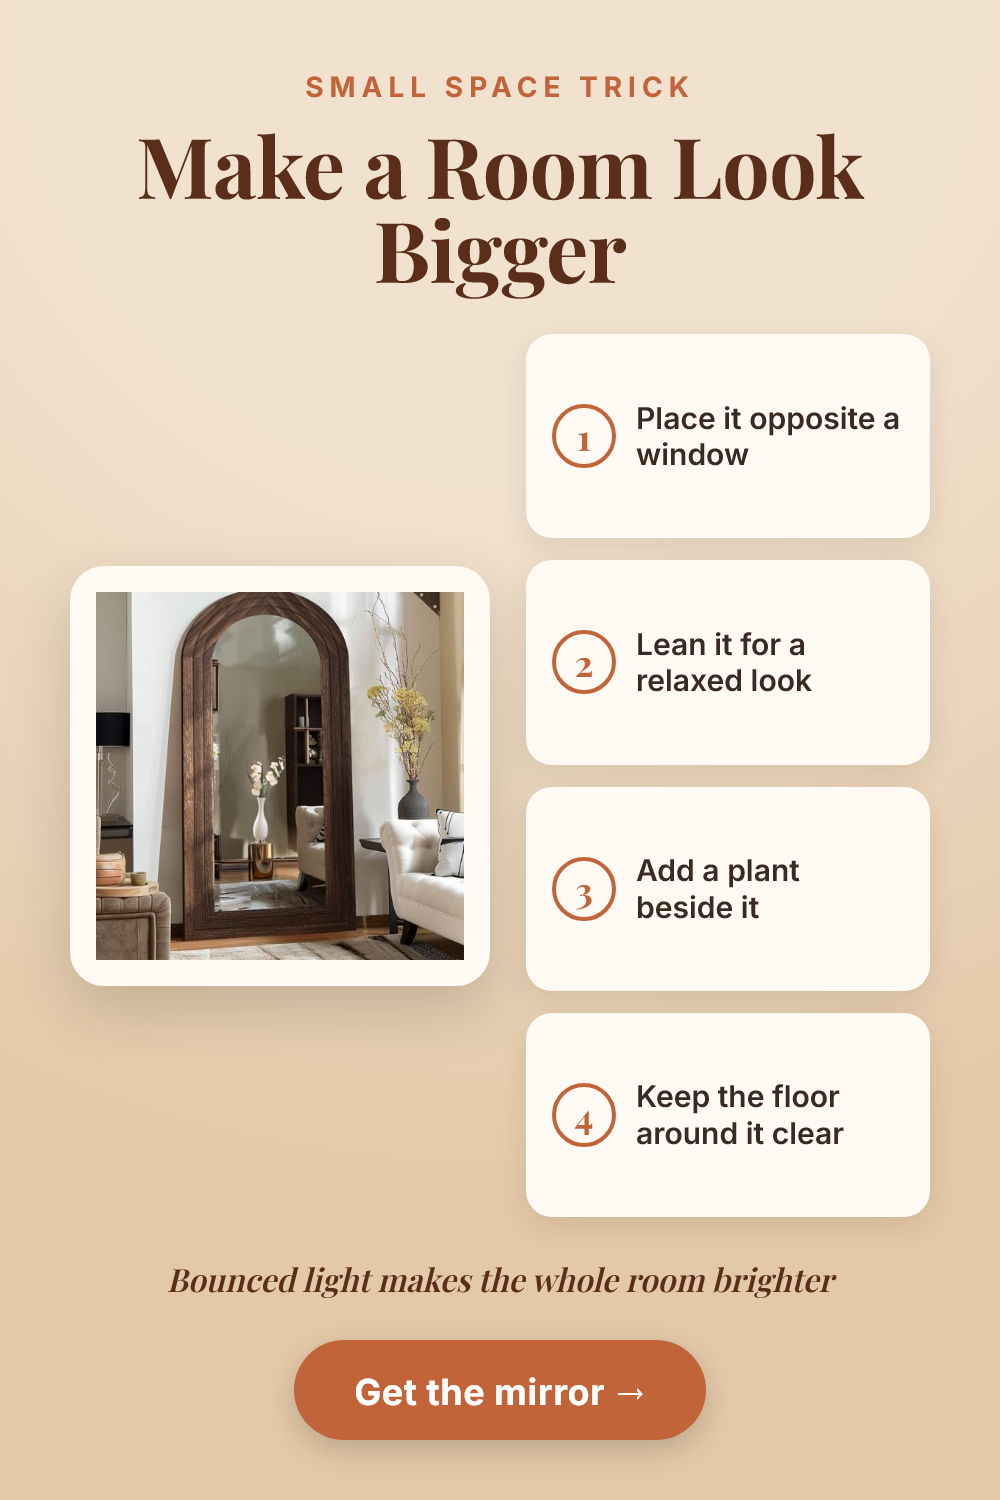 SMALL SPACE TRICK
Make a Room Look
Bigger
1
Place it opposite a
window
2
Lean it for a
relaxed look
3
Add a plant
beside it
4
Keep the floor
around it clear
Bounced light makes the whole room brighter
Get the mirror →